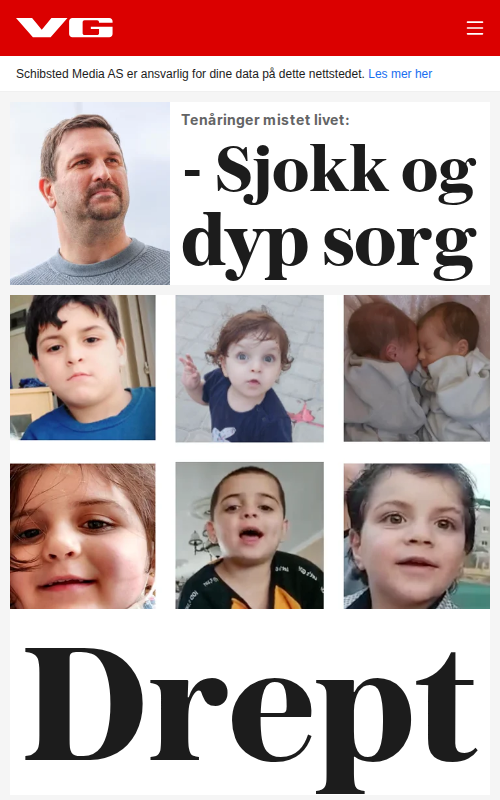 VG
Schibsted Media AS er ansvarlig for dine data på dette nettstedet. Les mer her
Tenåringer mistet livet:
- Sjokk og
dyp sorg
Drept